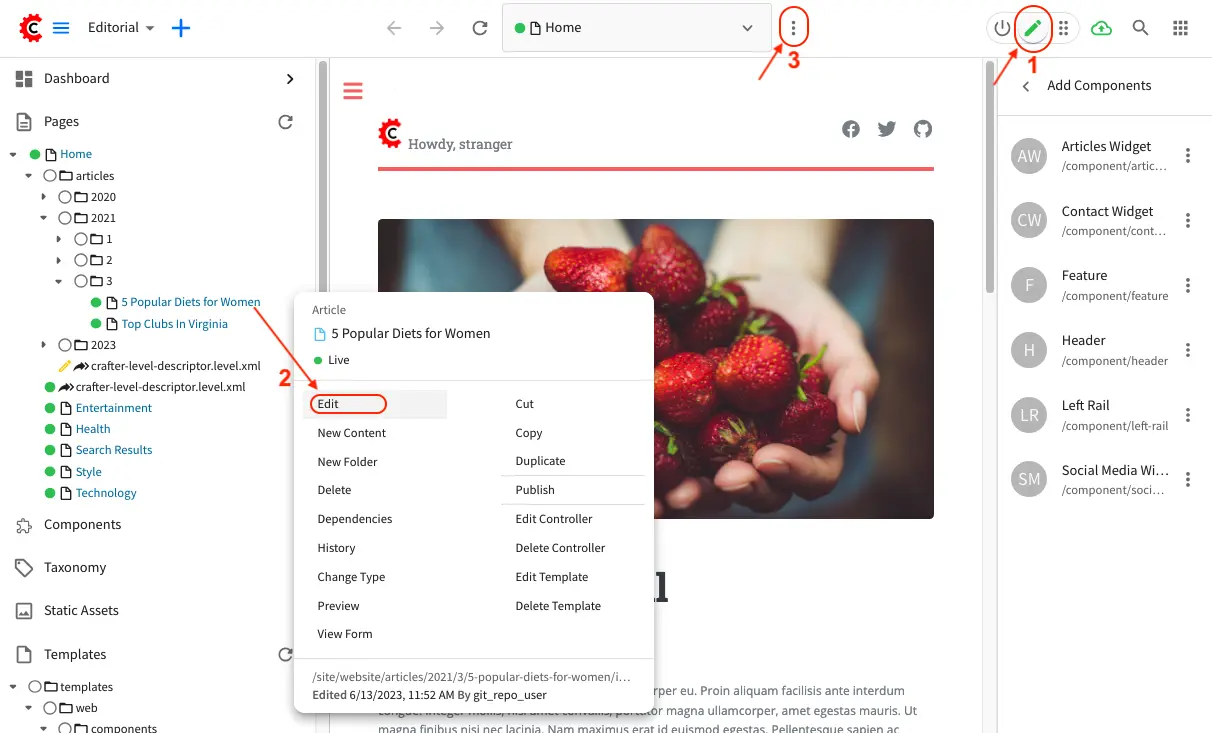 C
Editorial
Home
3
1
Dashboard
Pages
Home
articles
2020
2021
1
2
3
5 Popular Diets for Women
Top Clubs In Virginia
2023
crafter-level-descriptor.level.xml
crafter-level-descriptor.level.xml
Entertainment
Health
Search Results
Style
Technology
Components
Taxonomy
Static Assets
Templates
templates
web
components
C
Howdy, stranger
2
Article
5 Popular Diets for Women
Live
Edit
New Content
New Folder
Delete
Dependencies
History
Change Type
Preview
View Form
Cut
Copy
Duplicate
Publish
Edit Controller
Delete Controller
Edit Template
Delete Template
/site/website/articles/2021/3/5-popular-diets-for-women/i…
Edited 6/13/2023, 11:52 AM By git_repo_user
l
per eu. Proin aliquam facilisis ante interdum
congue. Integer mollis, nisl amet convallis, porttitor magna ullamcorper, amet egestas mauris. Ut
magna finibus nisi nec lacinia. Nam maximus erat id euismod egestas. Pellentesque sapien ac
Add Components
AW
Articles Widget
/component/artic…
CW
Contact Widget
/component/cont…
F
Feature
/component/feature
H
Header
/component/header
LR
Left Rail
/component/left-rail
SM
Social Media Wi…
/component/soci…